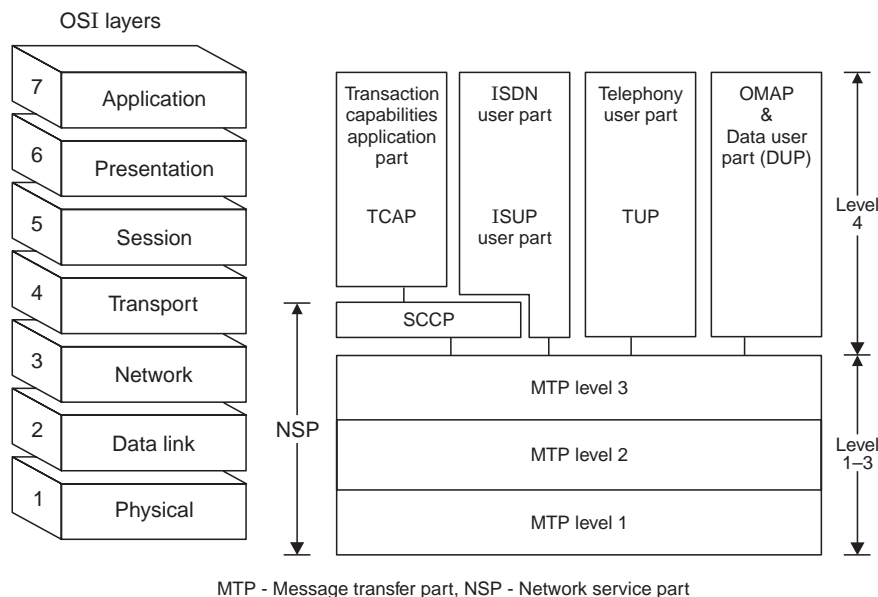 OSI layers
7
Application
6
Presentation
5
Session
4
Transport
3
Network
2
Data link
1
Physical
Transaction
capabilities
application
part
TCAP
ISDN
user part
ISUP
user part
Telephony
user part
TUP
OMAP
&
Data user
part (DUP)
SCCP
MTP level 3
MTP level 2
MTP level 1
NSP
Level
4
Level
1–3
MTP - Message transfer part, NSP - Network service part